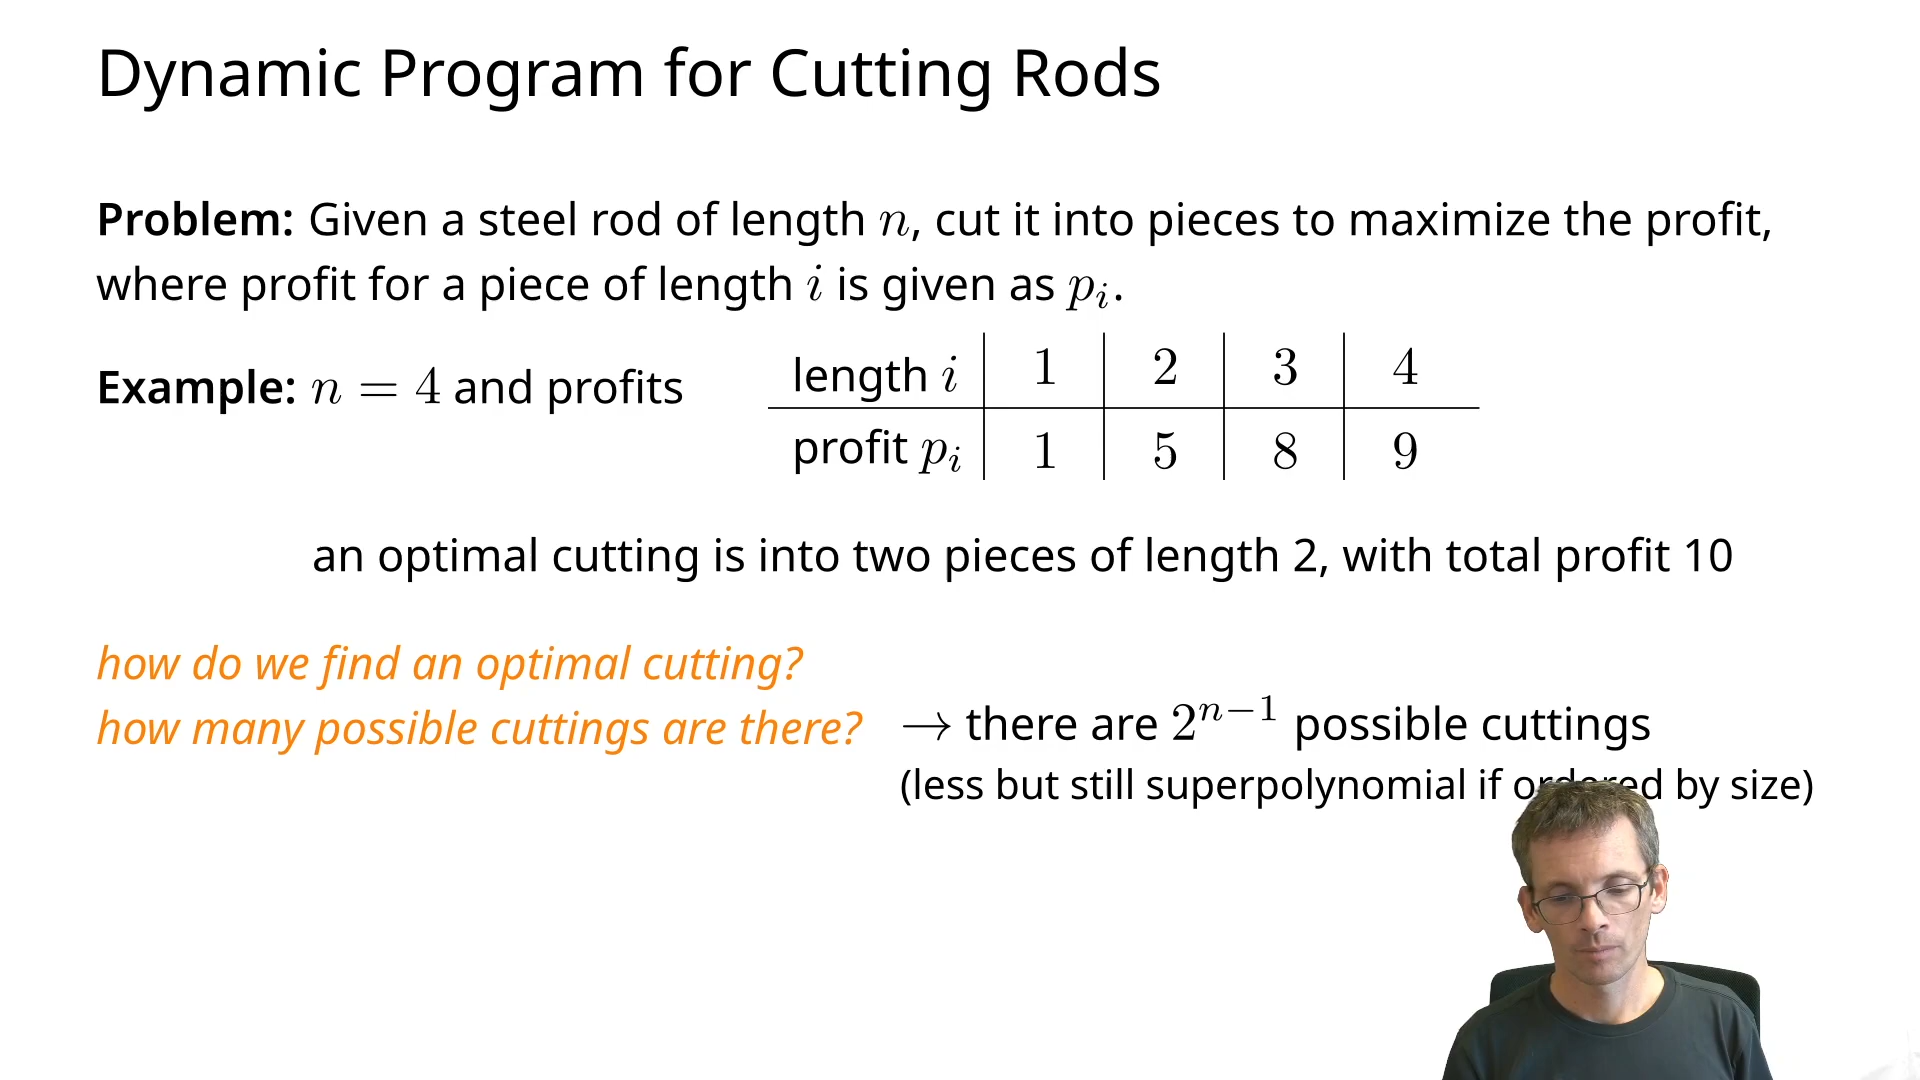 Dynamic Program for Cutting Rods
Problem: Given a steel rod of length n, cut it into pieces to maximize the profit,
where profit for a piece of length i is given as pᵢ.
Example: n = 4 and profits
length i 1 2 3 4
profit pᵢ 1 5 8 9
an optimal cutting is into two pieces of length 2, with total profit 10
how do we find an optimal cutting?
how many possible cuttings are there? → there are 2ⁿ⁻¹ possible cuttings
(less but still superpolynomial if ordered by size)